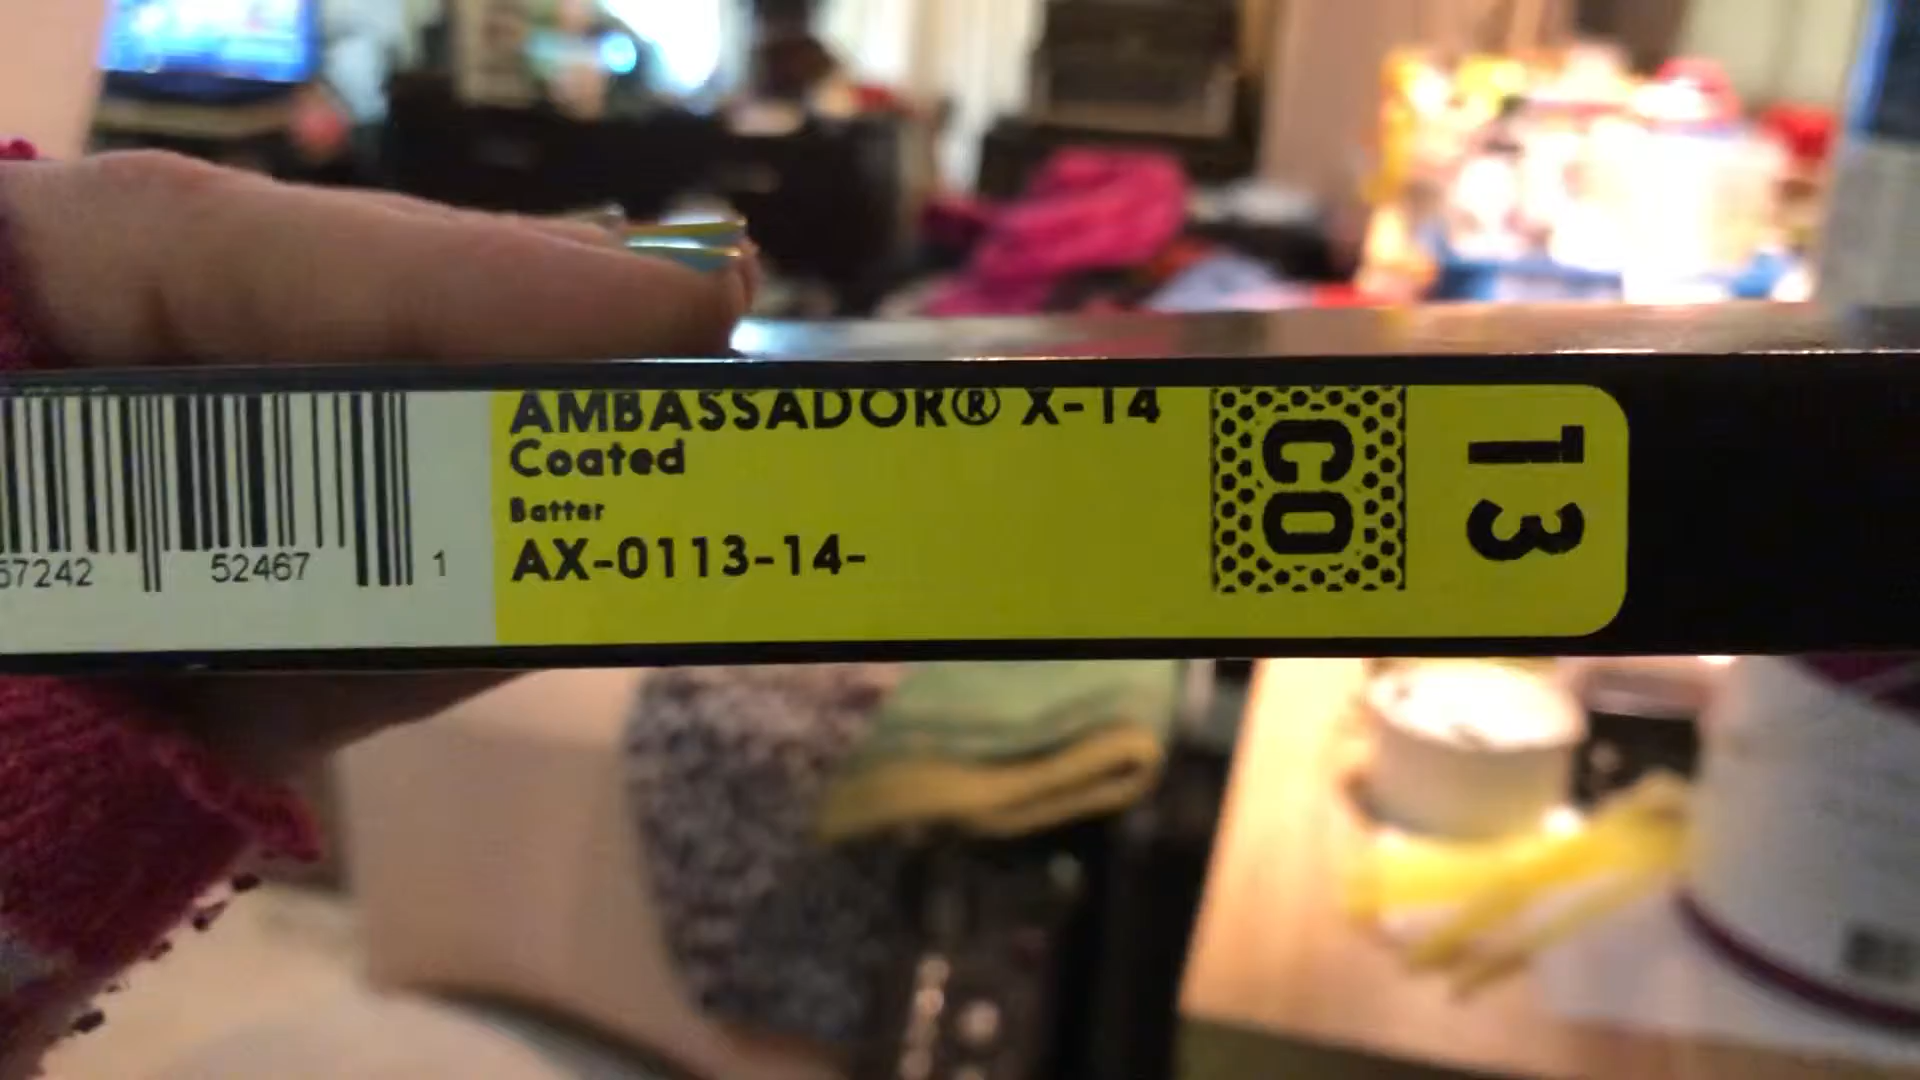 AMBASSADOR® X-14
Coated
Batter
AX-0113-14-
CO
13
57242 52467 1